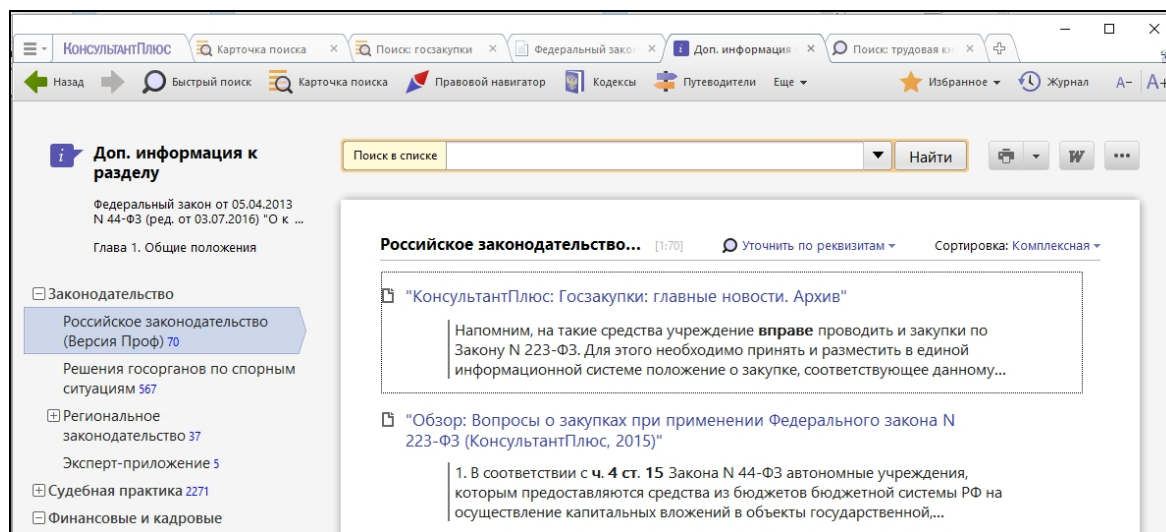 КонсультантПлюс
Карточка поиска
Поиск: госзакупки
Федеральный зако
Доп. информация
Поиск: трудовая кн
Назад
Быстрый поиск
Карточка поиска
Правовой навигатор
Кодексы
Путеводители
Еще
Избранное
Журнал
A-
A+
Доп. информация к
разделу
Федеральный закон от 05.04.2013
N 44-ФЗ (ред. от 03.07.2016) "О к ...
Глава 1. Общие положения
Законодательство
Российское законодательство
(Версия Проф) 70
Решения госорганов по спорным
ситуациям 567
Региональное
законодательство 37
Эксперт-приложение 5
Судебная практика 2271
Финансовые и кадровые
Поиск в списке
Найти
W
Российское законодательство... [1:70]
Уточнить по реквизитам
Сортировка: Комплексная
"КонсультантПлюс: Госзакупки: главные новости. Архив"
Напомним, на такие средства учреждение вправе проводить и закупки по
Закону N 223-ФЗ. Для этого необходимо принять и разместить в единой
информационной системе положение о закупке, соответствующее данному...
"Обзор: Вопросы о закупках при применении Федерального закона N
223-ФЗ (КонсультантПлюс, 2015)"
1. В соответствии с ч. 4 ст. 15 Закона N 44-ФЗ автономные учреждения,
которым предоставляются средства из бюджетов бюджетной системы РФ на
осуществление капитальных вложений в объекты государственной,...